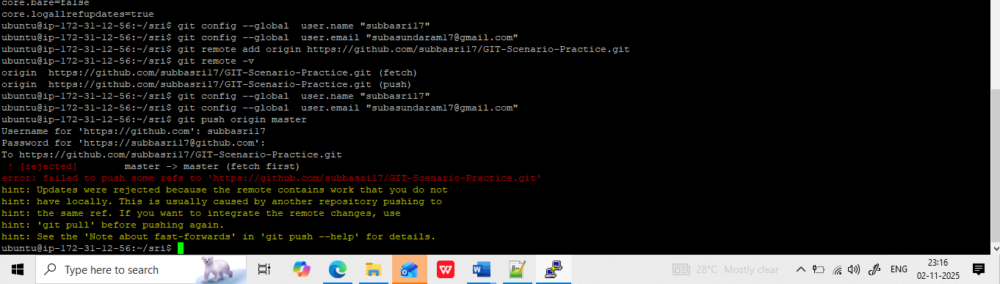 core.bare=false
core.logallrefupdates=true
ubuntu@ip-172-31-12-56:~/sri$ git config --global  user.name "subbasri17"
ubuntu@ip-172-31-12-56:~/sri$ git config --global  user.email "subasundaram17@gmail.com"
ubuntu@ip-172-31-12-56:~/sri$ git remote add origin https://github.com/subbasri17/GIT-Scenario-Practice.git
ubuntu@ip-172-31-12-56:~/sri$ git remote -v
origin  https://github.com/subbasri17/GIT-Scenario-Practice.git (fetch)
origin  https://github.com/subbasri17/GIT-Scenario-Practice.git (push)
ubuntu@ip-172-31-12-56:~/sri$ git config --global  user.name "subbasri17"
ubuntu@ip-172-31-12-56:~/sri$ git config --global  user.email "subasundaram17@gmail.com"
ubuntu@ip-172-31-12-56:~/sri$ git push origin master
Username for 'https://github.com': subbasri17
Password for 'https://subbasri17@github.com':
To https://github.com/subbasri17/GIT-Scenario-Practice.git
 ! [rejected]        master -> master (fetch first)
error: failed to push some refs to 'https://github.com/subbasri17/GIT-Scenario-Practice.git'
hint: Updates were rejected because the remote contains work that you do not
hint: have locally. This is usually caused by another repository pushing to
hint: the same ref. If you want to integrate the remote changes, use
hint: 'git pull' before pushing again.
hint: See the 'Note about fast-forwards' in 'git push --help' for details.
ubuntu@ip-172-31-12-56:~/sri$
Type here to search
28°C Mostly clear
ENG
23:16
02-11-2025